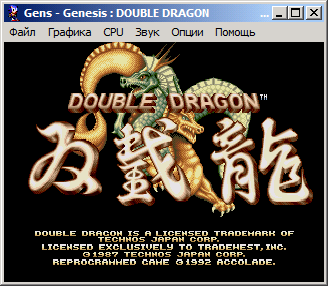 Gens - Genesis : DOUBLE DRAGON
Файл Графика CPU Звук Опции Помощь
DOUBLE DRAGON™
双截龍
DOUBLE DRAGON IS A LICENSED TRADEMARK OF
TECHNOS JAPAN CORP.
LICENSED EXCLUSIVELY TO TRADEWEST,INC.
©1987 TECHNOS JAPAN CORP.
REPROGRAMMED GAME ©1992 ACCOLADE.